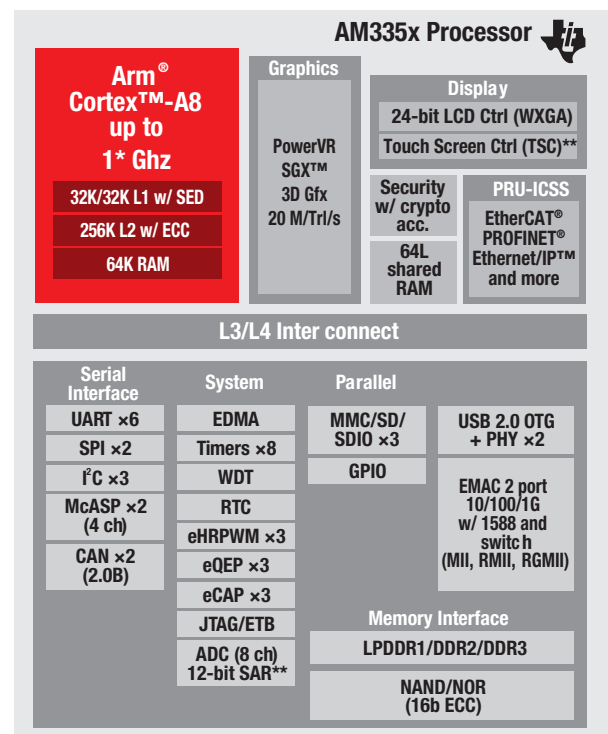 AM335x Processor
Arm®
Cortex™-A8
up to
1* Ghz
32K/32K L1 w/ SED
256K L2 w/ ECC
64K RAM
Graphics
PowerVR
SGX™
3D Gfx
20 M/Trl/s
Display
24-bit LCD Ctrl (WXGA)
Touch Screen Ctrl (TSC)**
Security
w/ crypto
acc.
64L
shared
RAM
PRU-ICSS
EtherCAT®
PROFINET®
Ethernet/IP™
and more
L3/L4 Inter connect
Serial
Interface
UART ×6
SPI ×2
I²C ×3
McASP ×2
(4 ch)
CAN ×2
(2.0B)
System
EDMA
Timers ×8
WDT
RTC
eHRPWM ×3
eQEP ×3
eCAP ×3
JTAG/ETB
ADC (8 ch)
12-bit SAR**
Parallel
MMC/SD/
SDIO ×3
GPIO
USB 2.0 OTG
+ PHY ×2
EMAC 2 port
10/100/1G
w/ 1588 and
switc h
(MII, RMII, RGMII)
Memory Interface
LPDDR1/DDR2/DDR3
NAND/NOR
(16b ECC)